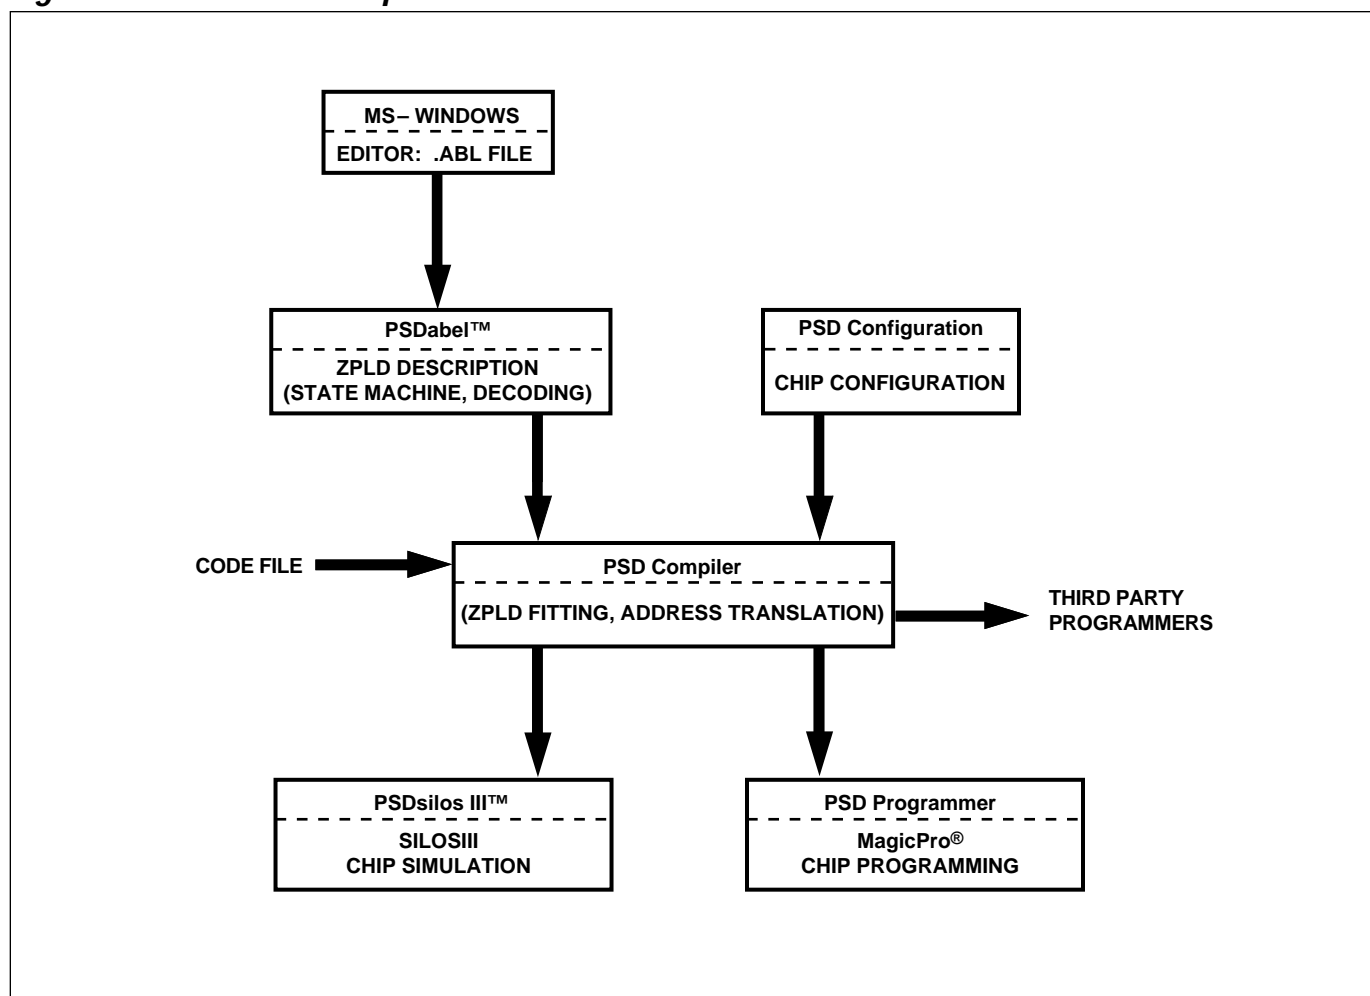 MS– WINDOWS
EDITOR: .ABL FILE
PSDabel™
ZPLD DESCRIPTION
(STATE MACHINE, DECODING)
PSD Configuration
CHIP CONFIGURATION
CODE FILE
PSD Compiler
(ZPLD FITTING, ADDRESS TRANSLATION)
THIRD PARTY
PROGRAMMERS
PSDsilos III™
SILOSIII
CHIP SIMULATION
PSD Programmer
MagicPro®
CHIP PROGRAMMING